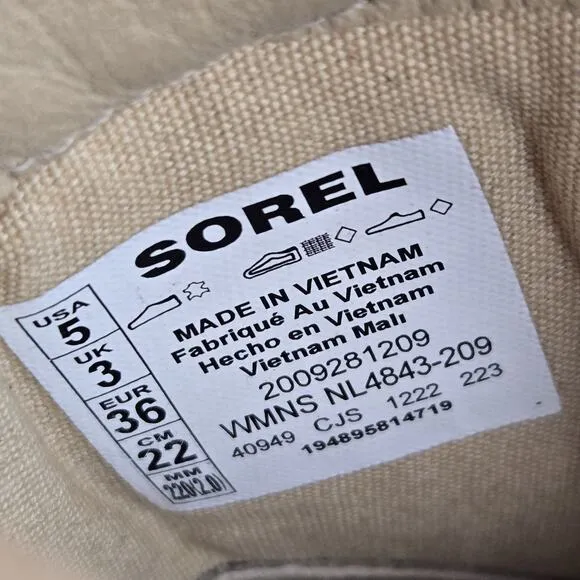 SOREL
USA
5
UK
3
EUR
36
CM
22
MM
220(2.0)
MADE IN VIETNAM
Fabriqué Au Vietnam
Hecho en Vietnam
Vietnam Malı
2009281209
WMNS NL4843-209
40949 CJS 1222 223
194895814719